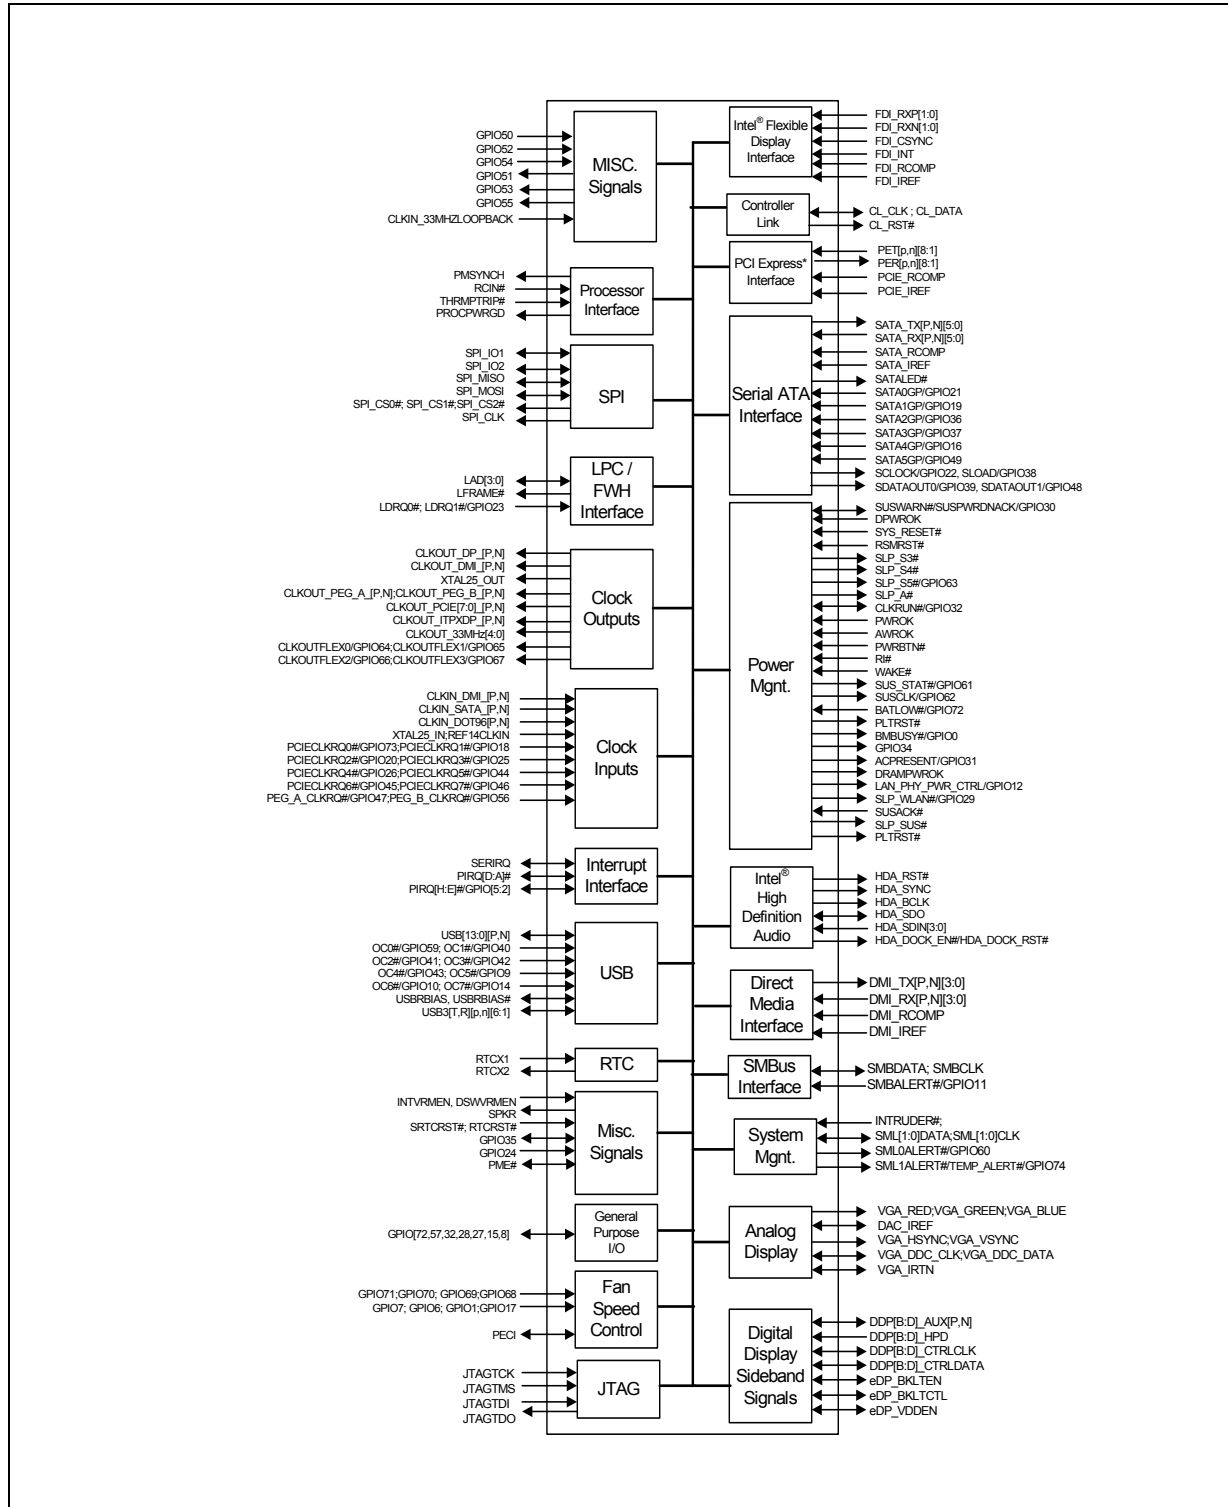 GPIO50
GPIO52
GPIO54
GPIO51
GPIO53
GPIO55
CLKIN_33MHZLOOPBACK
MISC.
Signals
PMSYNCH
RCIN#
THRMPTRIP#
PROCPWRGD
Processor
Interface
SPI_IO1
SPI_IO2
SPI_MISO
SPI_MOSI
SPI_CS0#; SPI_CS1#;SPI_CS2#
SPI_CLK
SPI
LAD[3:0]
LFRAME#
LDRQ0#; LDRQ1#/GPIO23
LPC /
FWH
Interface
CLKOUT_DP_[P,N]
CLKOUT_DMI_[P,N]
XTAL25_OUT
CLKOUT_PEG_A_[P,N];CLKOUT_PEG_B_[P,N]
CLKOUT_PCIE[7:0]_[P,N]
CLKOUT_ITPXDP_[P,N]
CLKOUT_33MHz[4:0]
CLKOUTFLEX0/GPIO64;CLKOUTFLEX1/GPIO65
CLKOUTFLEX2/GPIO66;CLKOUTFLEX3/GPIO67
Clock
Outputs
CLKIN_DMI_[P,N]
CLKIN_SATA_[P,N]
CLKIN_DOT96[P,N]
XTAL25_IN;REF14CLKIN
PCIECLKRQ0#/GPIO73;PCIECLKRQ1#/GPIO18
PCIECLKRQ2#/GPIO20;PCIECLKRQ3#/GPIO25
PCIECLKRQ4#/GPIO26;PCIECLKRQ5#/GPIO44
PCIECLKRQ6#/GPIO45;PCIECLKRQ7#/GPIO46
PEG_A_CLKRQ#/GPIO47;PEG_B_CLKRQ#/GPIO56
Clock
Inputs
SERIRQ
PIRQ[D:A]#
PIRQ[H:E]#/GPIO[5:2]
Interrupt
Interface
USB[13:0][P,N]
OC0#/GPIO59; OC1#/GPIO40
OC2#/GPIO41; OC3#/GPIO42
OC4#/GPIO43; OC5#/GPIO9
OC6#/GPIO10; OC7#/GPIO14
USBRBIAS, USBRBIAS#
USB3[T,R][p,n][6:1]
USB
RTCX1
RTCX2
RTC
INTVRMEN, DSWVRMEN
SPKR
SRTCRST#; RTCRST#
GPIO35
GPIO24
PME#
Misc.
Signals
GPIO[72,57,32,28,27,15,8]
General
Purpose
I/O
GPIO71;GPIO70; GPIO69;GPIO68
GPIO7; GPIO6; GPIO1;GPIO17
PECI
Fan
Speed
Control
JTAGTCK
JTAGTMS
JTAGTDI
JTAGTDO
JTAG
Intel® Flexible
Display
Interface
FDI_RXP[1:0]
FDI_RXN[1:0]
FDI_CSYNC
FDI_INT
FDI_RCOMP
FDI_IREF
Controller
Link
CL_CLK ; CL_DATA
CL_RST#
PCI Express*
Interface
PET[p,n][8:1]
PER[p,n][8:1]
PCIE_RCOMP
PCIE_IREF
Serial ATA
Interface
SATA_TX[P,N][5:0]
SATA_RX[P,N][5:0]
SATA_RCOMP
SATA_IREF
SATALED#
SATA0GP/GPIO21
SATA1GP/GPIO19
SATA2GP/GPIO36
SATA3GP/GPIO37
SATA4GP/GPIO16
SATA5GP/GPIO49
SCLOCK/GPIO22, SLOAD/GPIO38
SDATAOUT0/GPIO39, SDATAOUT1/GPIO48
Power
Mgnt.
SUSWARN#/SUSPWRDNACK/GPIO30
DPWROK
SYS_RESET#
RSMRST#
SLP_S3#
SLP_S4#
SLP_S5#/GPIO63
SLP_A#
CLKRUN#/GPIO32
PWROK
AWROK
PWRBTN#
RI#
WAKE#
SUS_STAT#/GPIO61
SUSCLK/GPIO62
BATLOW#/GPIO72
PLTRST#
BMBUSY#/GPIO0
GPIO34
ACPRESENT/GPIO31
DRAMPWROK
LAN_PHY_PWR_CTRL/GPIO12
SLP_WLAN#/GPIO29
SUSACK#
SLP_SUS#
PLTRST#
Intel®
High
Definition
Audio
HDA_RST#
HDA_SYNC
HDA_BCLK
HDA_SDO
HDA_SDIN[3:0]
HDA_DOCK_EN#/HDA_DOCK_RST#
Direct
Media
Interface
DMI_TX[P,N][3:0]
DMI_RX[P,N][3:0]
DMI_RCOMP
DMI_IREF
SMBus
Interface
SMBDATA; SMBCLK
SMBALERT#/GPIO11
System
Mgnt.
INTRUDER#;
SML[1:0]DATA;SML[1:0]CLK
SML0ALERT#/GPIO60
SML1ALERT#/TEMP_ALERT#/GPIO74
Analog
Display
VGA_RED;VGA_GREEN;VGA_BLUE
DAC_IREF
VGA_HSYNC;VGA_VSYNC
VGA_DDC_CLK;VGA_DDC_DATA
VGA_IRTN
Digital
Display
Sideband
Signals
DDP[B:D]_AUX[P,N]
DDP[B:D]_HPD
DDP[B:D]_CTRLCLK
DDP[B:D]_CTRLDATA
eDP_BKLTEN
eDP_BKLTCTL
eDP_VDDEN